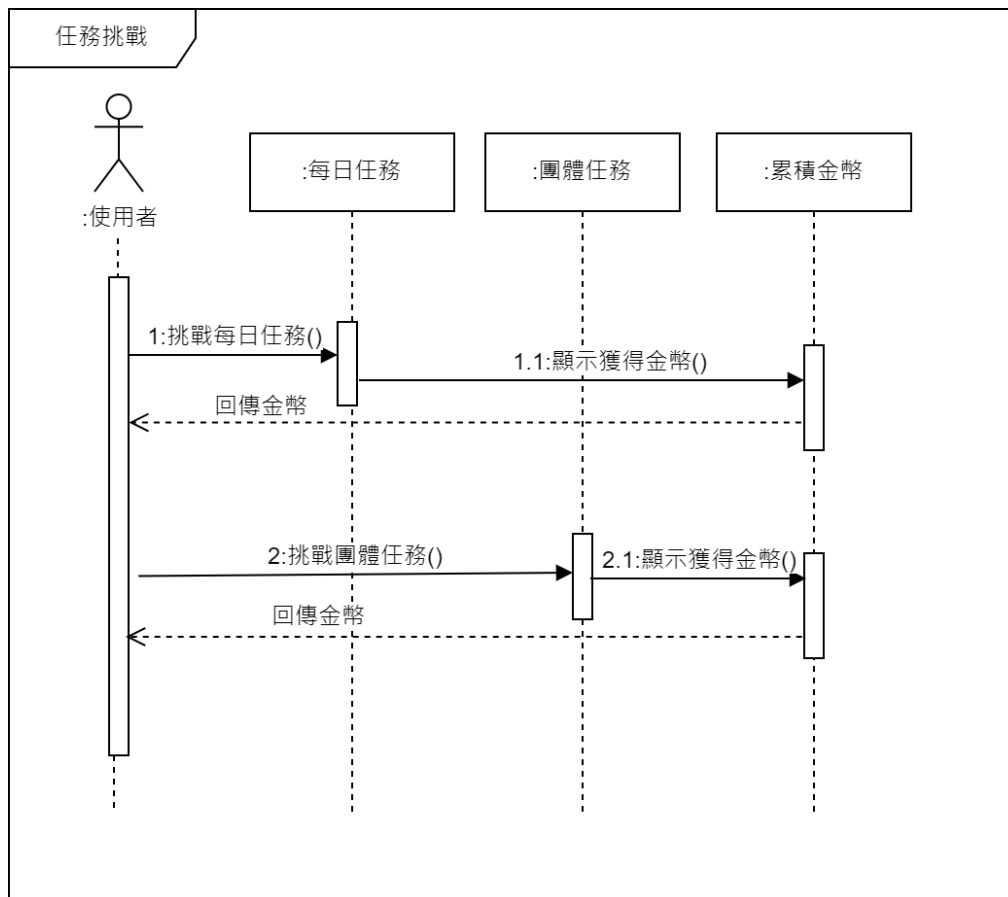 任務挑戰
:使用者
:每日任務
:團體任務
:累積金幣
1:挑戰每日任務()
1.1:顯示獲得金幣()
回傳金幣
2:挑戰團體任務()
2.1:顯示獲得金幣()
回傳金幣